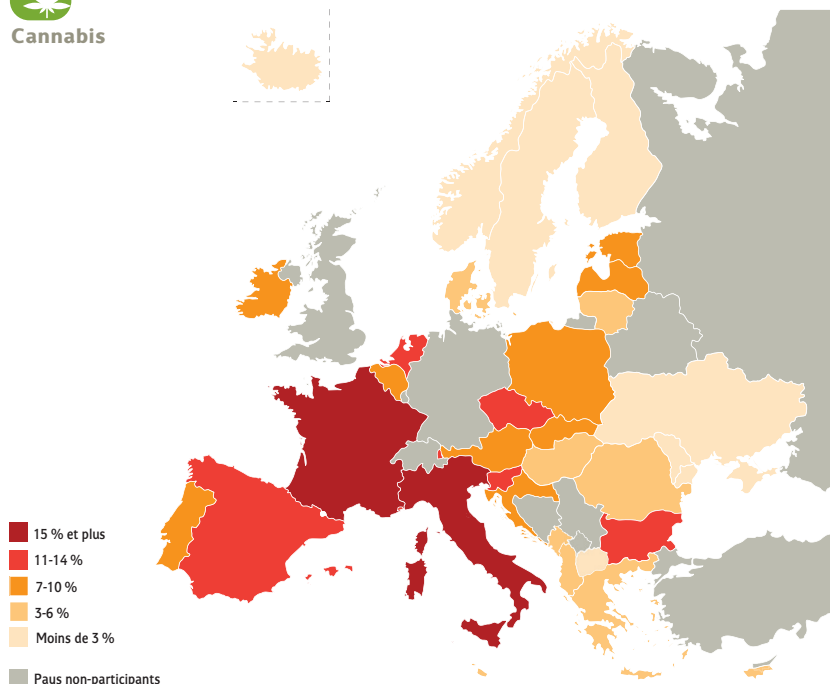 Cannabis
15 % et plus
11-14 %
7-10 %
3-6 %
Moins de 3 %
Pays non-participants